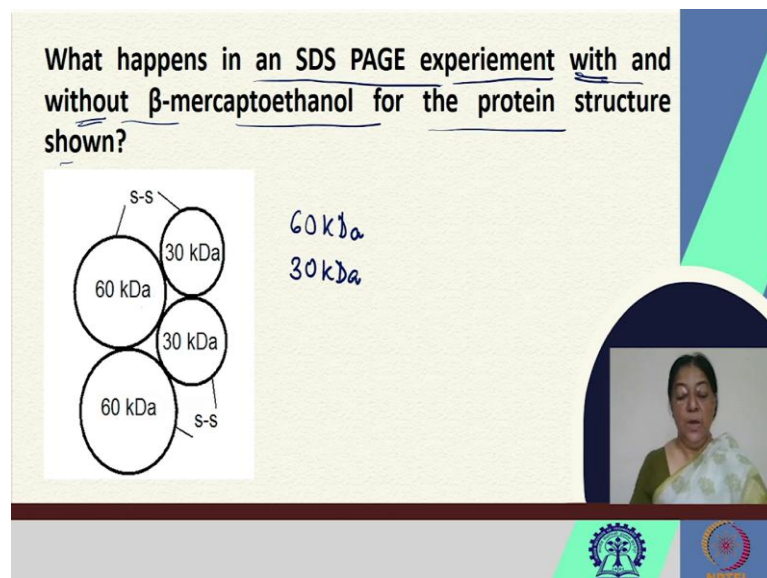 What happens in an SDS PAGE experiement with and
without β-mercaptoethanol for the protein structure
shown?
s-s
30 kDa
60 kDa
30 kDa
60 kDa
s-s
60 kDa
30 kDa
NPTEL